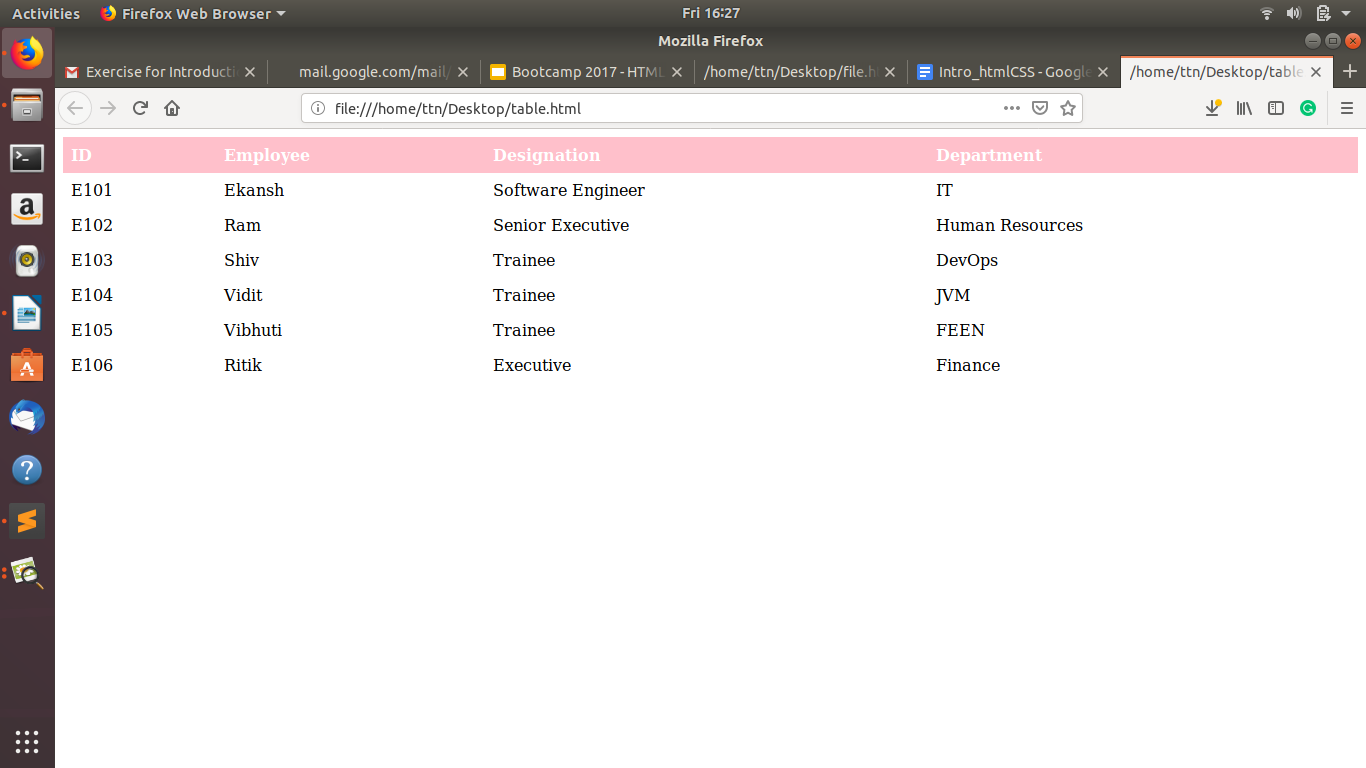 Activities Firefox Web Browser Fri 16:27
Mozilla Firefox
Exercise for Introducti mail.google.com/mail/ Bootcamp 2017 - HTML /home/ttn/Desktop/file.h Intro_htmlCSS - Google /home/ttn/Desktop/table
file:///home/ttn/Desktop/table.html
ID Employee Designation Department
E101 Ekansh Software Engineer IT
E102 Ram Senior Executive Human Resources
E103 Shiv Trainee DevOps
E104 Vidit Trainee JVM
E105 Vibhuti Trainee FEEN
E106 Ritik Executive Finance